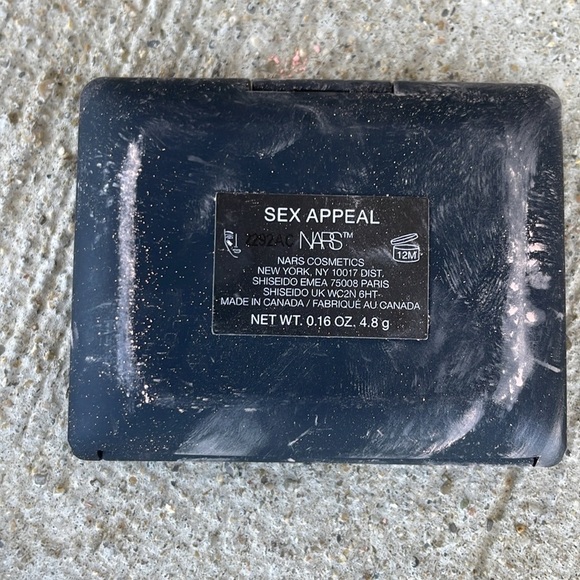 SEX APPEAL
2292AC NARS™
12M
NARS COSMETICS
NEW YORK, NY 10017 DIST.
SHISEIDO EMEA 75008 PARIS
SHISEIDO UK WC2N 6HT
MADE IN CANADA / FABRIQUÉ AU CANADA
NET WT. 0.16 OZ. 4.8 g